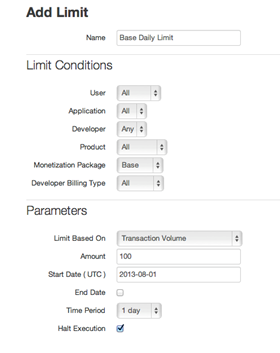 Add Limit
Name Base Daily Limit
Limit Conditions
User All
Application All
Developer Any
Product All
Monetization Package Base
Developer Billing Type All
Parameters
Limit Based On Transaction Volume
Amount 100
Start Date ( UTC ) 2013-08-01
End Date
Time Period 1 day
Halt Execution